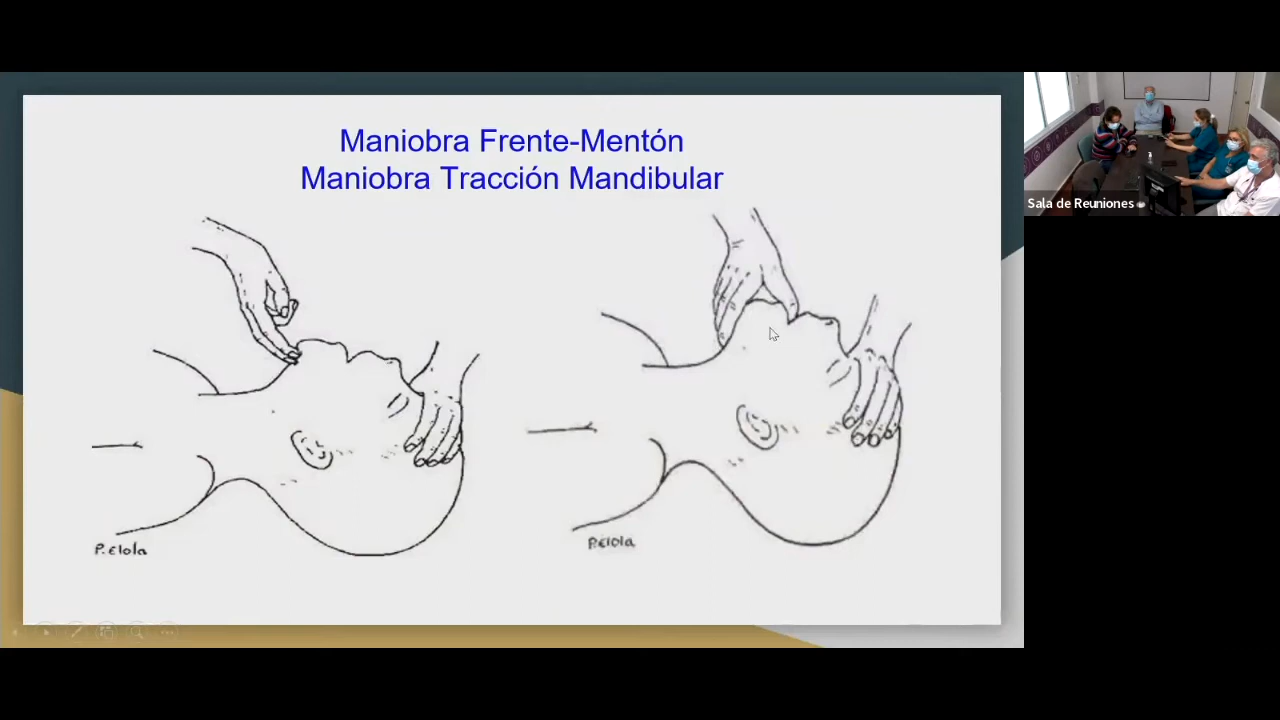 Maniobra Frente-Mentón
Maniobra Tracción Mandibular
P. Elola
P.Elola
Sala de Reuniones